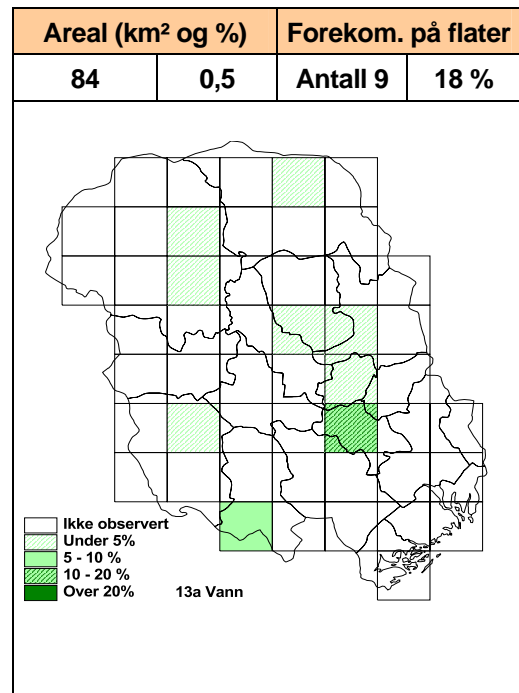 Areal (km² og %) Forekom. på flater
84 0,5 Antall 9 18 %
Ikke observert
Under 5%
5 - 10 %
10 - 20 %
Over 20% 13a Vann